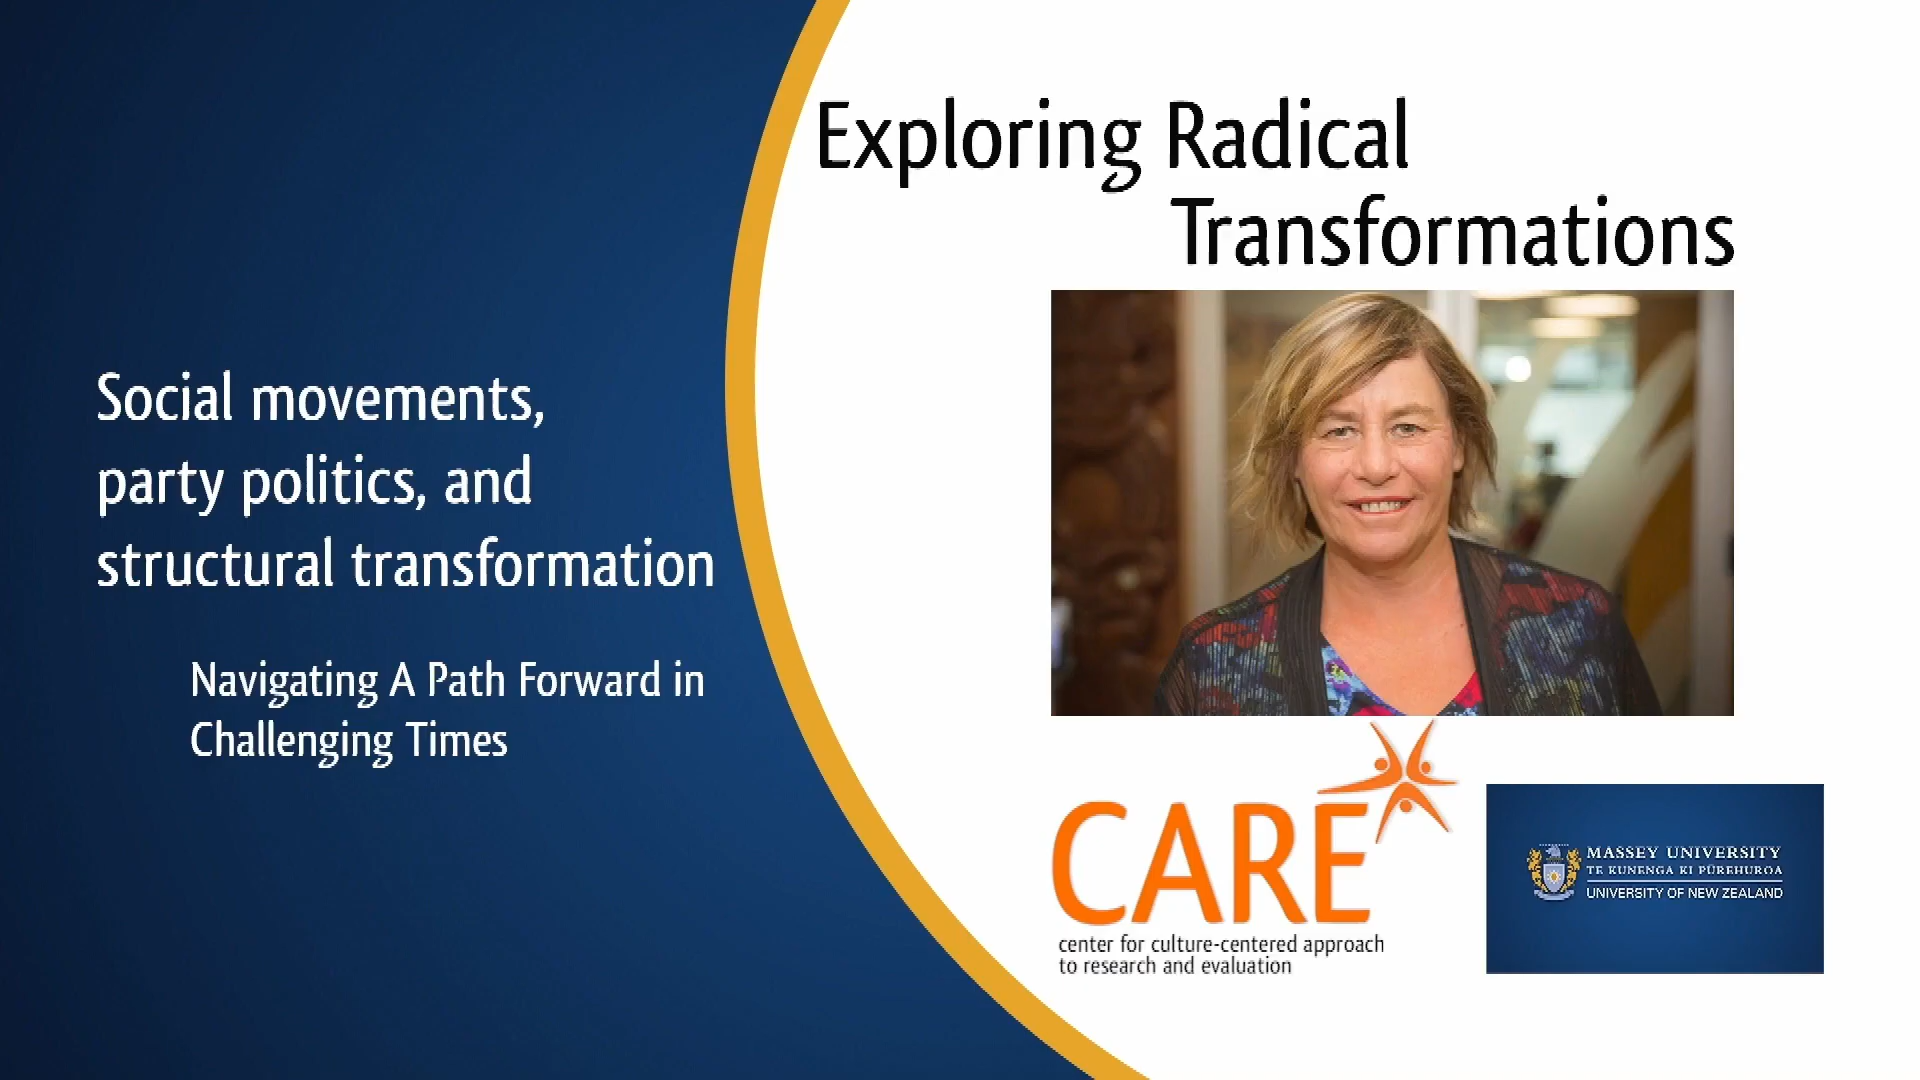 Exploring Radical
Transformations
Social movements,
party politics, and
structural transformation
Navigating A Path Forward in
Challenging Times
CARE
center for culture-centered approach
to research and evaluation
MASSEY UNIVERSITY
TE KUNENGA KI PŪREHUROA
UNIVERSITY OF NEW ZEALAND